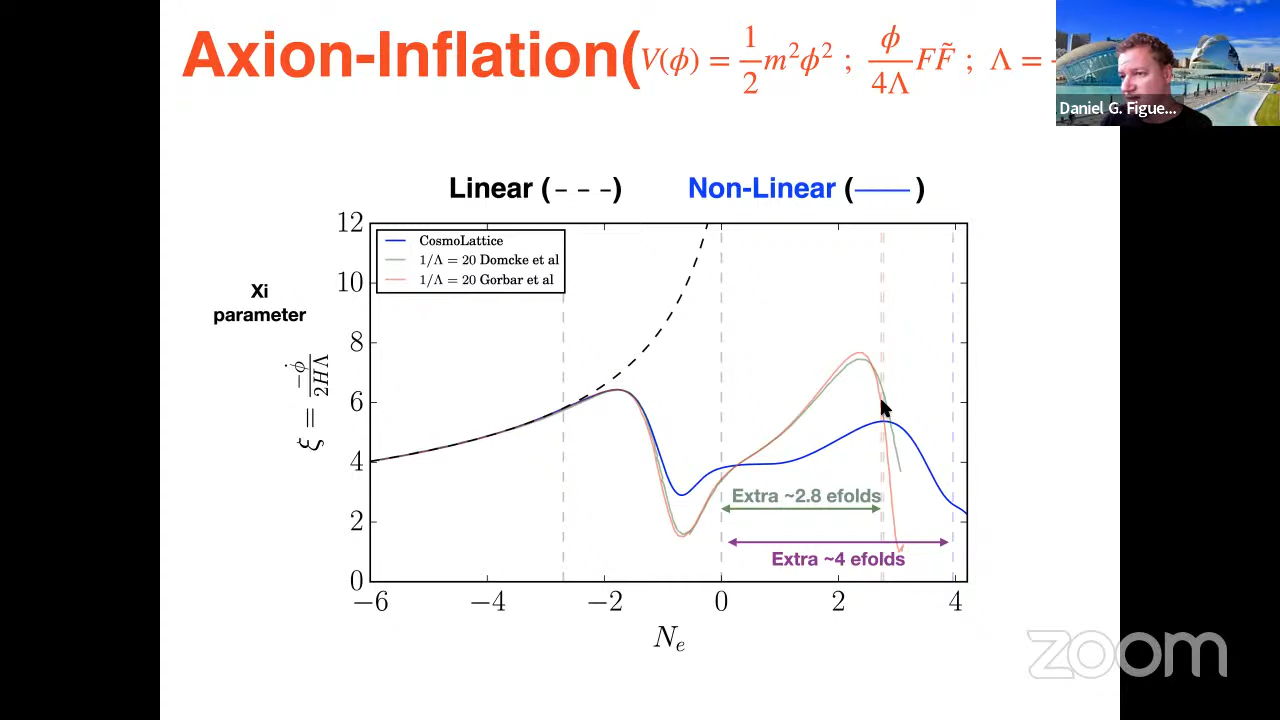 Axion-Inflation( V(ϕ) = 1/2 m²ϕ² ; ϕ/4Λ FF̃ ; Λ =
Daniel G. Figue...
Linear ( - - - )
Non-Linear ( —— )
12
10
8
6
4
2
0
CosmoLattice
1/Λ = 20 Domcke et al
1/Λ = 20 Gorbar et al
Xi
parameter
ξ = -ϕ̇/2HΛ
Extra ~2.8 efolds
Extra ~4 efolds
−6 −4 −2 0 2 4
Nₑ
zoom